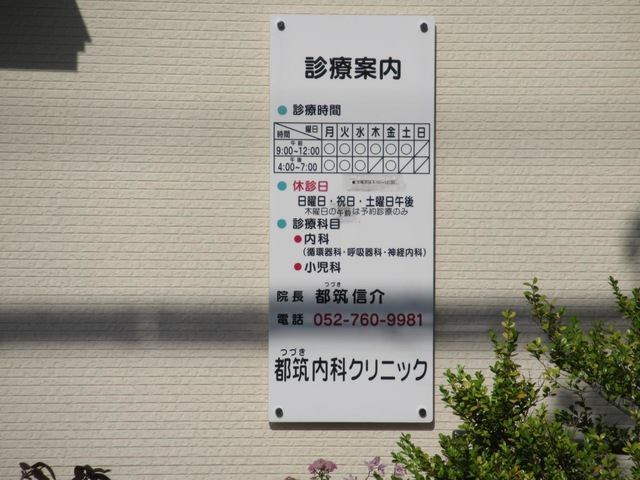 診療案内
診療時間
時間 曜日 月 火 水 木 金 土 日
午前 9:00~12:00 ○ ○ ○ ○ ○ ○ /
午後 4:00~7:00 ○ ○ ○ / ○ / /
休診日
日曜日・祝日・土曜日午後
木曜日の午前は予約診療のみ
診療科目
内科
(循環器科・呼吸器科・神経内科)
小児科
つづき
院長 都筑信介
電話 052-760-9981
つづき
都筑内科クリニック